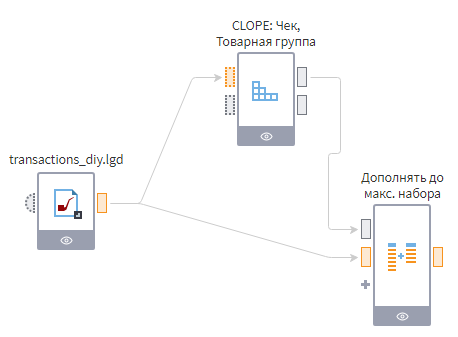 CLOPE: Чек,
Товарная группа
transactions_diy.lgd
Дополнять до
макс. набора